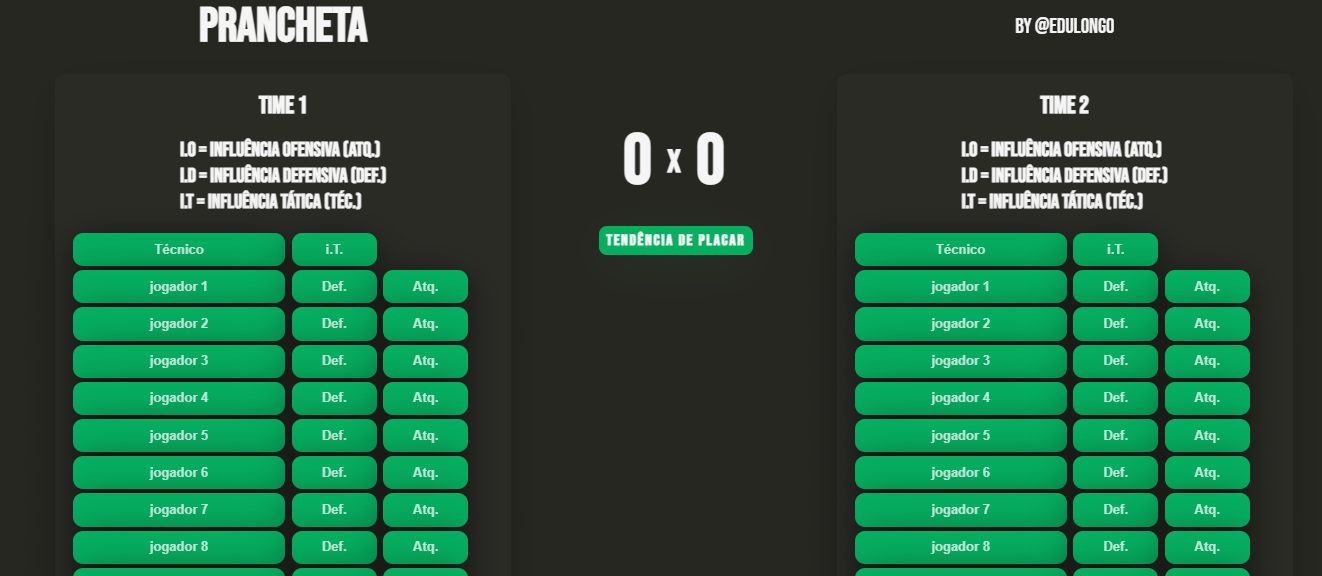 PRANCHETA
BY @EDULONGO
TIME 1
I.O = INFLUÊNCIA OFENSIVA (ATQ.)
I.D = INFLUÊNCIA DEFENSIVA (DEF.)
I.T = INFLUÊNCIA TÁTICA (TÉC.)
Técnico i.T.
jogador 1 Def. Atq.
jogador 2 Def. Atq.
jogador 3 Def. Atq.
jogador 4 Def. Atq.
jogador 5 Def. Atq.
jogador 6 Def. Atq.
jogador 7 Def. Atq.
jogador 8 Def. Atq.
0 X 0
TENDÊNCIA DE PLACAR
TIME 2
I.O = INFLUÊNCIA OFENSIVA (ATQ.)
I.D = INFLUÊNCIA DEFENSIVA (DEF.)
I.T = INFLUÊNCIA TÁTICA (TÉC.)
Técnico i.T.
jogador 1 Def. Atq.
jogador 2 Def. Atq.
jogador 3 Def. Atq.
jogador 4 Def. Atq.
jogador 5 Def. Atq.
jogador 6 Def. Atq.
jogador 7 Def. Atq.
jogador 8 Def. Atq.